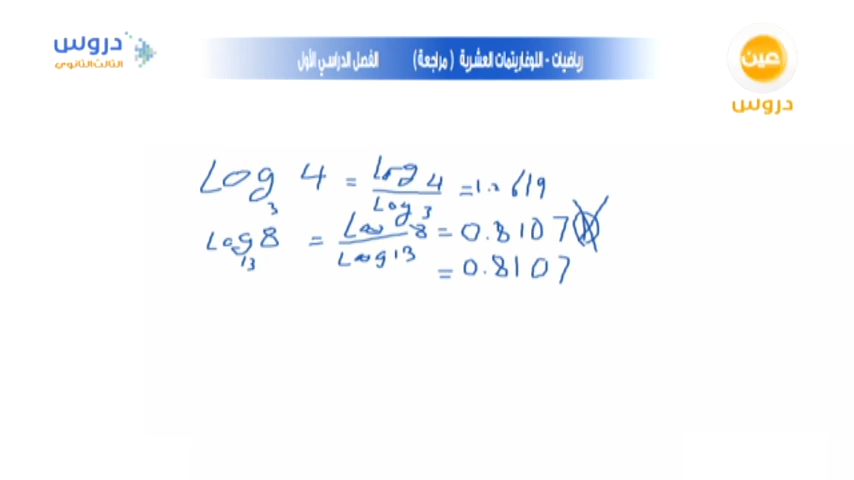 دروس
الثالث الثانوي
رياضيات - اللوغاريتمات العشرية ( مراجعة ) الفصل الدراسي الأول
عين
دروس
Log₃ 4 = log 4 / Log 3 = 1.2619
Log₁₃ 8 = Log 8 / Log 13 = 0.8107
= 0.8107